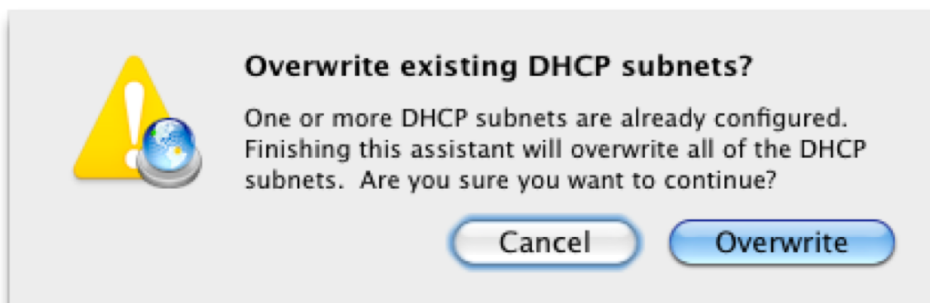 Overwrite existing DHCP subnets?
One or more DHCP subnets are already configured.
Finishing this assistant will overwrite all of the DHCP
subnets.  Are you sure you want to continue?
Cancel
Overwrite